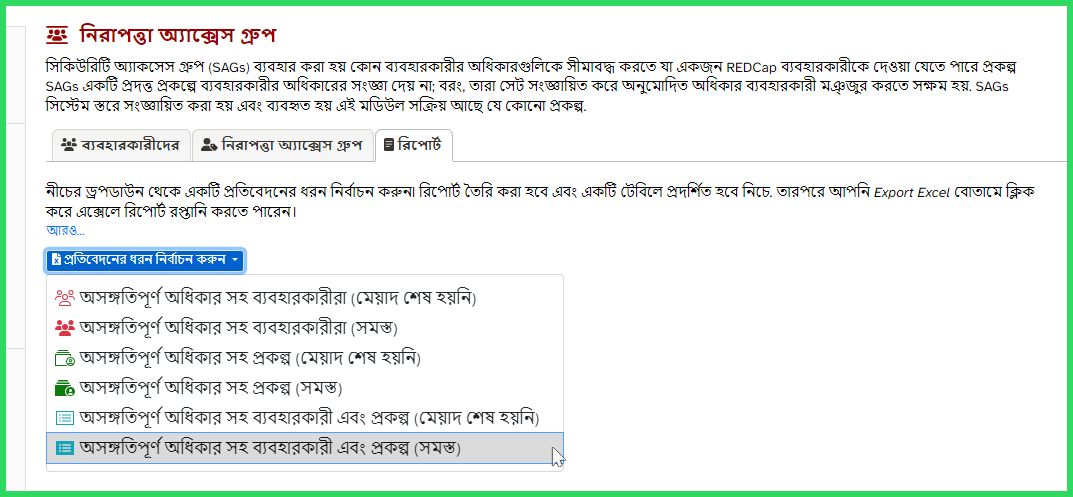 নিরাপত্তা অ্যাক্সেস গ্রুপ
সিকিউরিটি অ্যাকসেস গ্রুপ (SAGs) ব্যবহার করা হয় কোন ব্যবহারকারীর অধিকারগুলিকে সীমাবদ্ধ করতে যা একজন REDCap ব্যবহারকারীকে দেওয়া যেতে পারে প্রকল্প
SAGs একটি প্রদত্ত প্রকল্পে ব্যবহারকারীর অধিকারের সংজ্ঞা দেয় না; বরং, তারা সেট সংজ্ঞায়িত করে অনুমোদিত অধিকার ব্যবহারকারী মঞ্জুর করতে সক্ষম হয়. SAGs
সিস্টেম স্তরে সংজ্ঞায়িত করা হয় এবং ব্যবহৃত হয় এই মডিউল সক্রিয় আছে যে কোনো প্রকল্প.
ব্যবহারকারীদের নিরাপত্তা অ্যাক্সেস গ্রুপ রিপোর্ট
নীচের ড্রপডাউন থেকে একটি প্রতিবেদনের ধরন নির্বাচন করুন৷ রিপোর্ট তৈরি করা হবে এবং একটি টেবিলে প্রদর্শিত হবে নিচে. তারপরে আপনি Export Excel বোতামে ক্লিক
করে এক্সেলে রিপোর্ট রপ্তানি করতে পারেন।
আরও...
প্রতিবেদনের ধরন নির্বাচন করুন
অসঙ্গতিপূর্ণ অধিকার সহ ব্যবহারকারীরা (মেয়াদ শেষ হয়নি)
অসঙ্গতিপূর্ণ অধিকার সহ ব্যবহারকারীরা (সমস্ত)
অসঙ্গতিপূর্ণ অধিকার সহ প্রকল্প (মেয়াদ শেষ হয়নি)
অসঙ্গতিপূর্ণ অধিকার সহ প্রকল্প (সমস্ত)
অসঙ্গতিপূর্ণ অধিকার সহ ব্যবহারকারী এবং প্রকল্প (মেয়াদ শেষ হয়নি)
অসঙ্গতিপূর্ণ অধিকার সহ ব্যবহারকারী এবং প্রকল্প (সমস্ত)